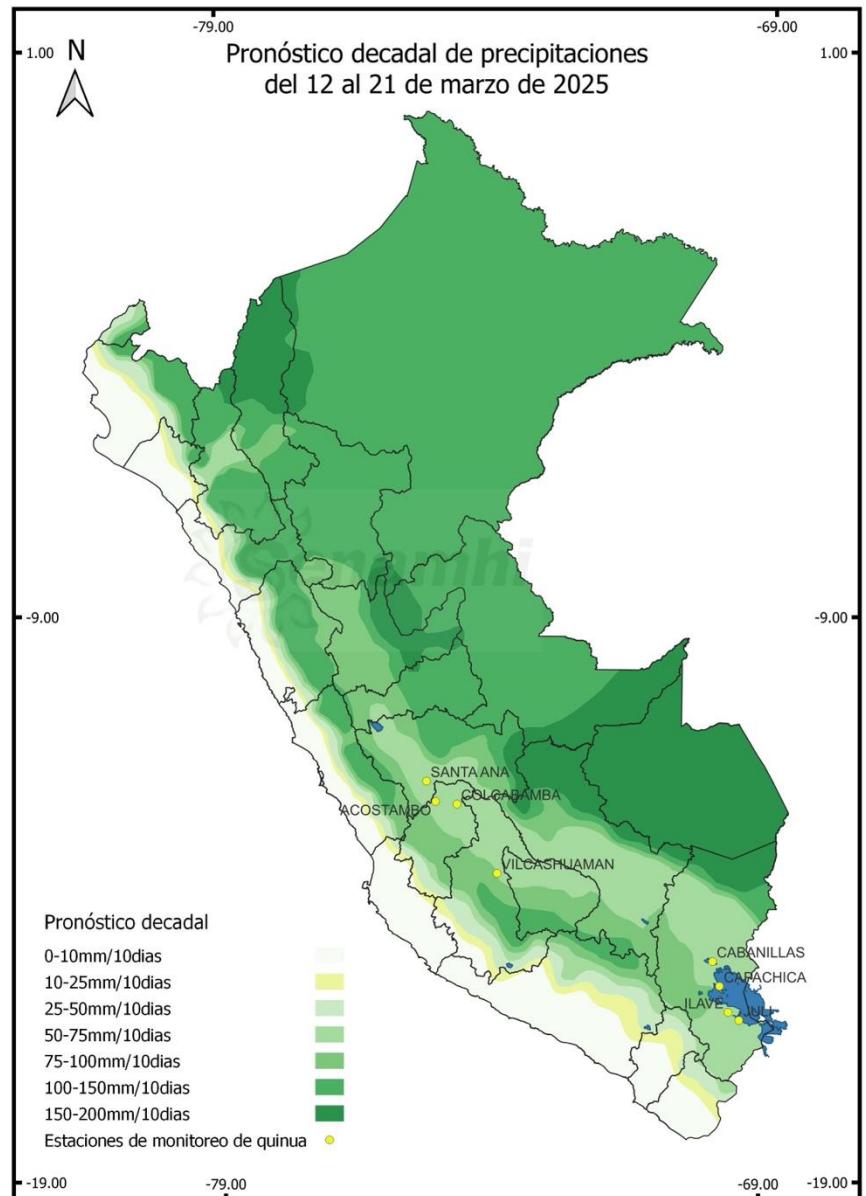 -79.00
-69.00
1.00
N
Pronóstico decadal de precipitaciones
del 12 al 21 de marzo de 2025
1.00
Senamhi
-9.00
-9.00
SANTA ANA
COLCABAMBA
ACOSTAMBO
VILCASHUAMAN
CABANILLAS
CAPACHICA
ILAVE
JULI
Pronóstico decadal
0-10mm/10dias
10-25mm/10dias
25-50mm/10dias
50-75mm/10dias
75-100mm/10dias
100-150mm/10dias
150-200mm/10dias
Estaciones de monitoreo de quinua
-19.00
-79.00
-69.00
-19.00